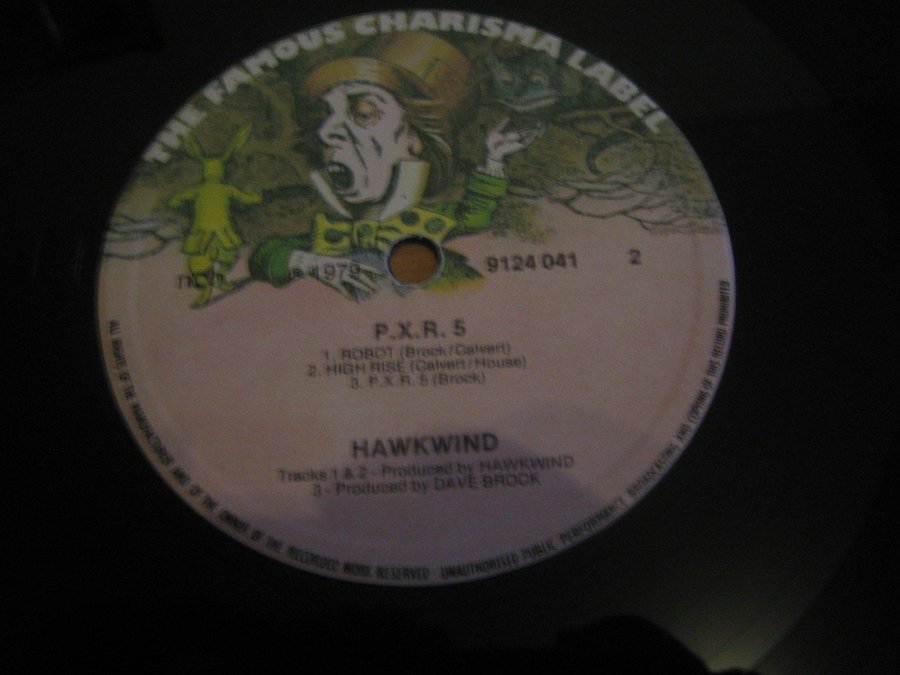 THE FAMOUS CHARISMA LABEL
1979
9124 041
2
P.X.R. 5
1. ROBOT (Brock/Calvert)
2. HIGH RISE (Calvert/House)
3. P.X.R. 5 (Brock)
HAWKWIND
Tracks 1 & 2 - Produced by HAWKWIND
3 - Produced by DAVE BROCK
ALL RIGHTS OF THE MANUFACTURER AND OF THE OWNER OF THE RECORDED WORK RESERVED UNAUTHORISED PUBLIC PERFORMANCE BROADCASTING AND COPYING OF THIS RECORD PROHIBITED